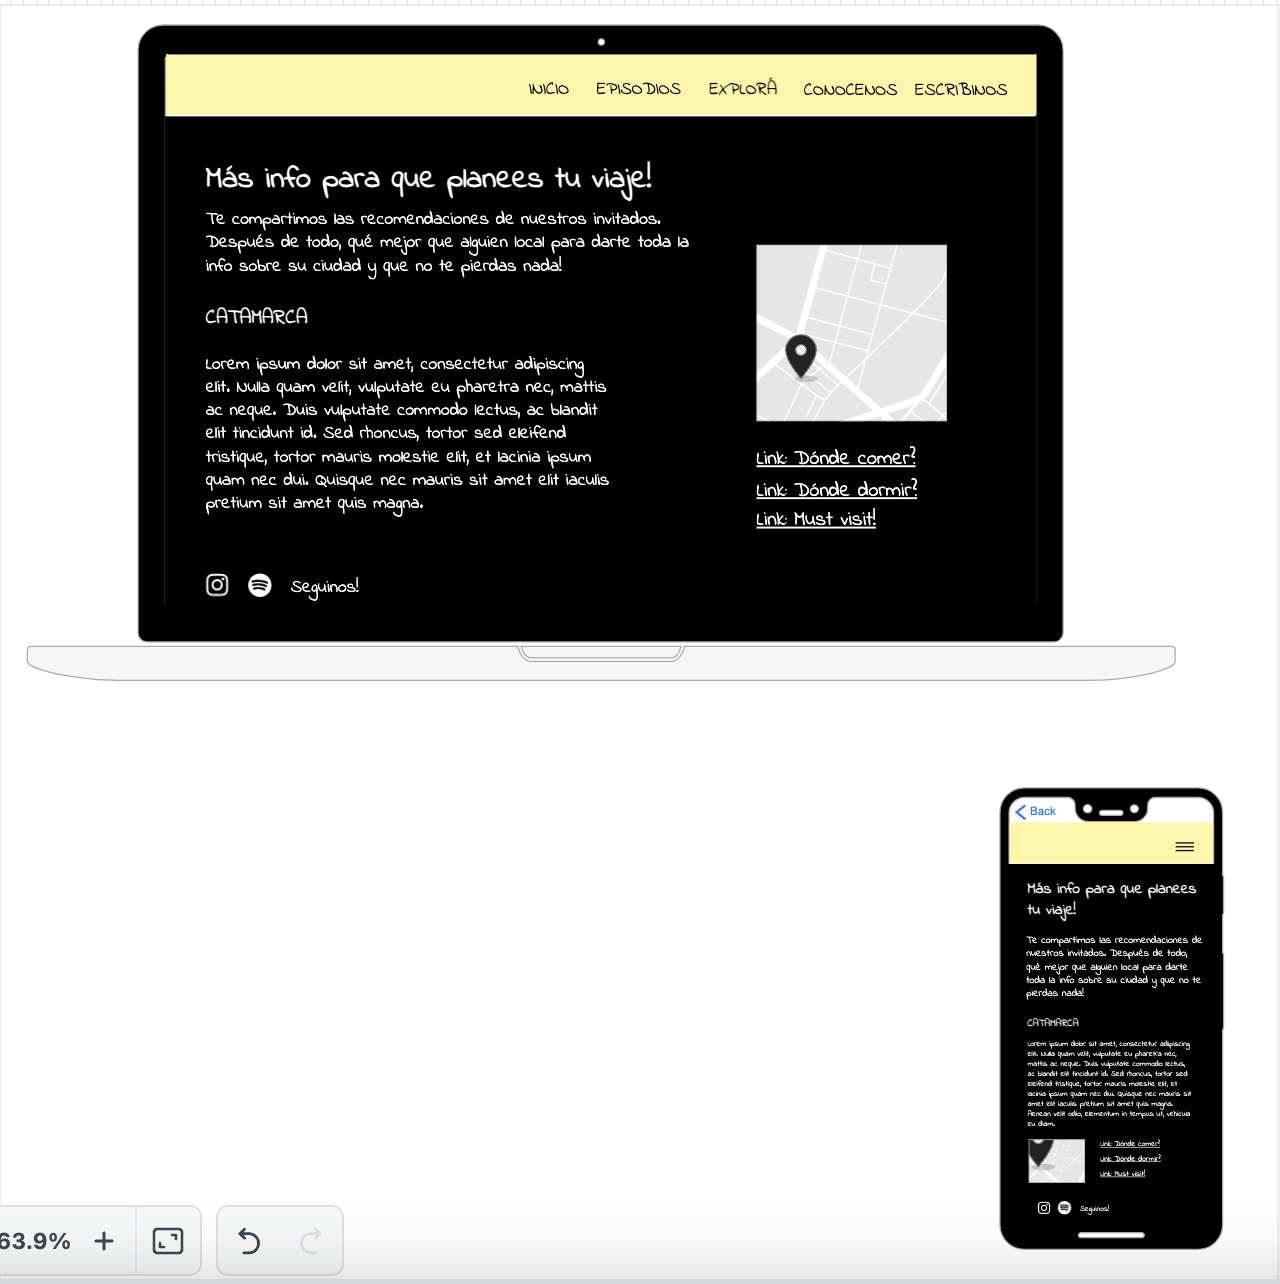 INICIO EPISODIOS EXPLORÁ CONOCENOS ESCRIBINOS
Más info para que planees tu viaje!
Te compartimos las recomendaciones de nuestros invitados.
Después de todo, qué mejor que alguien local para darte toda la
info sobre su ciudad y que no te pierdas nada!
CATAMARCA
Lorem ipsum dolor sit amet, consectetur adipiscing
elit. Nulla quam velit, vulputate eu pharetra nec, mattis
ac neque. Duis vulputate commodo lectus, ac blandit
elit tincidunt id. Sed rhoncus, tortor sed eleifend
tristique, tortor mauris molestie elit, et lacinia ipsum
quam nec dui. Quisque nec mauris sit amet elit iaculis
pretium sit amet quis magna.
Link: Dónde comer?
Link: Dónde dormir?
Link: Must visit!
Seguinos!
Back
Más info para que planees
tu viaje!
Te compartimos las recomendaciones de
nuestros invitados. Después de todo,
qué mejor que alguien local para darte
toda la info sobre su ciudad y que no te
pierdas nada!
CATAMARCA
Lorem ipsum dolor sit amet, consectetur adipiscing
elit. Nulla quam velit, vulputate eu pharetra nec,
mattis ac neque. Duis vulputate commodo lectus,
ac blandit elit tincidunt id. Sed rhoncus, tortor sed
eleifend tristique, tortor mauris molestie elit, et
lacinia ipsum quam nec dui. Quisque nec mauris sit
amet elit iaculis pretium sit amet quis magna.
Aenean velit odio, elementum in tempus ut, vehicula
eu diam.
Link: Dónde comer?
Link: Dónde dormir?
Link: Must visit!
Seguinos!
63.9%